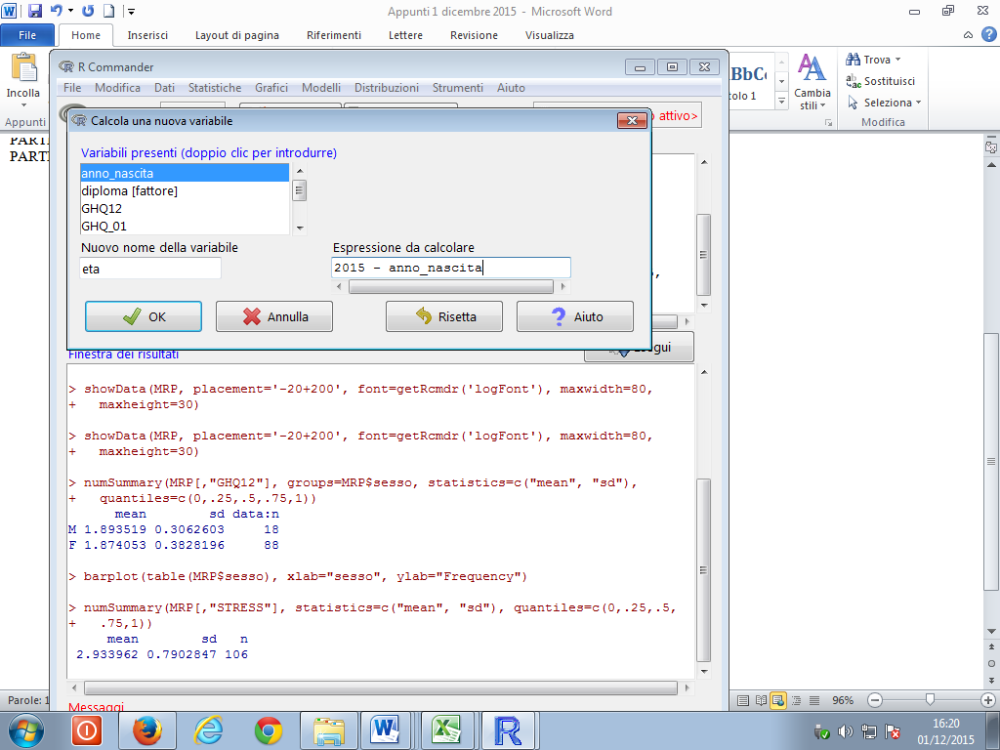 Appunti 1 dicembre 2015 - Microsoft Word
File Home Inserisci Layout di pagina Riferimenti Lettere Revisione Visualizza
Incolla
Appunti
BbCc
Cambia stili
Trova
Sostituisci
Seleziona
Modifica
R Commander
File Modifica Dati Statistiche Grafici Modelli Distribuzioni Strumenti Aiuto
attivo>
Calcola una nuova variabile
Variabili presenti (doppio clic per introdurre)
anno_nascita
diploma [fattore]
GHQ12
GHQ_01
Nuovo nome della variabile
Espressione da calcolare
eta
2015 - anno_nascita
OK Annulla Risetta Aiuto
Finestra dei risultati
> showData(MRP, placement='-20+200', font=getRcmdr('logFont'), maxwidth=80,
+   maxheight=30)
> showData(MRP, placement='-20+200', font=getRcmdr('logFont'), maxwidth=80,
+   maxheight=30)
> numSummary(MRP[,"GHQ12"], groups=MRP$sesso, statistics=c("mean", "sd"),
+   quantiles=c(0,.25,.5,.75,1))
mean sd data:n
M 1.893519 0.3062603 18
F 1.874053 0.3828196 88
> barplot(table(MRP$sesso), xlab="sesso", ylab="Frequency")
> numSummary(MRP[,"STRESS"], statistics=c("mean", "sd"), quantiles=c(0,.25,.5,
+   .75,1))
mean sd n
2.933962 0.7902847 106
Messaggi
Parole: 1
96%
16:20
01/12/2015